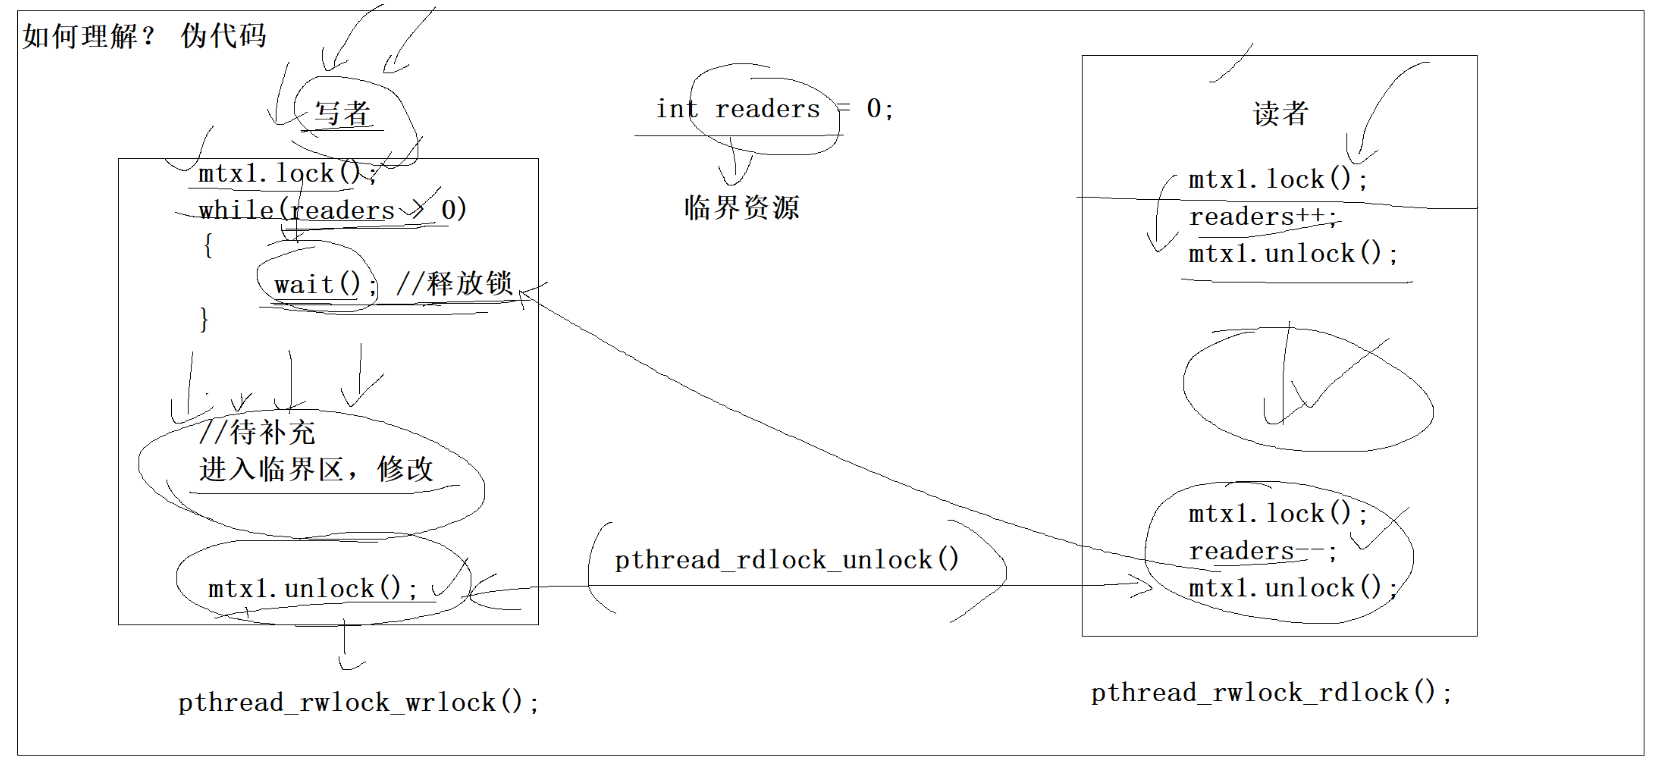 如何理解？ 伪代码
写者
mtx1.lock();
while(readers > 0)
{
wait(); //释放锁
}
//待补充
进入临界区，修改
mtx1.unlock();
pthread_rwlock_wrlock();
int readers = 0;
临界资源
pthread_rdlock_unlock()
读者
mtx1.lock();
readers++;
mtx1.unlock();
mtx1.lock();
readers--;
mtx1.unlock();
pthread_rwlock_rdlock();